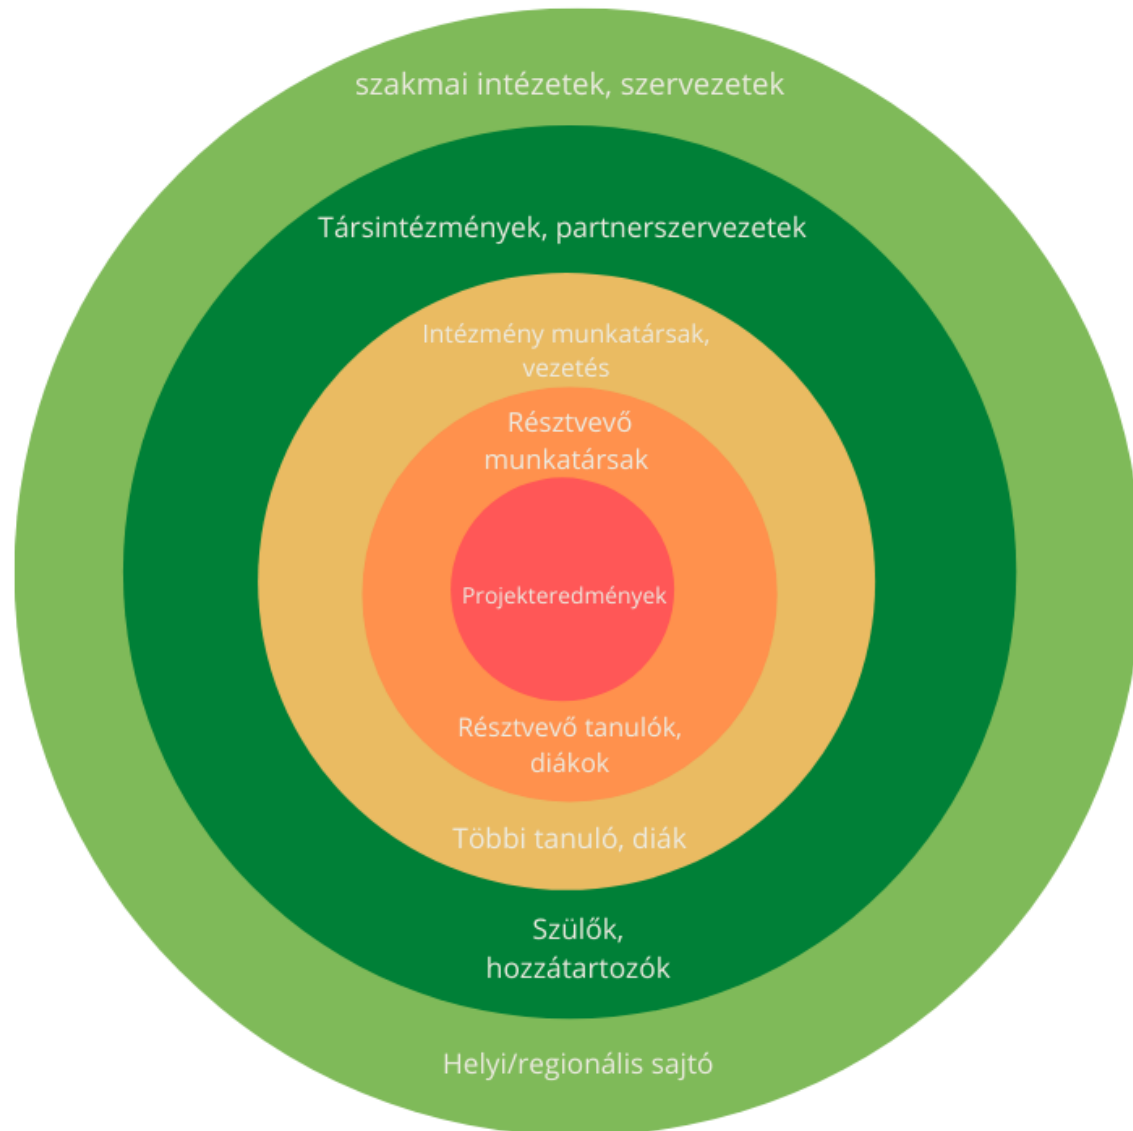 szakmai intézetek, szervezetek
Társintézmények, partnerszervezetek
Intézmény munkatársak,
vezetés
Résztvevő
munkatársak
Projekteredmények
Résztvevő tanulók,
diákok
Többi tanuló, diák
Szülők,
hozzátartozók
Helyi/regionális sajtó